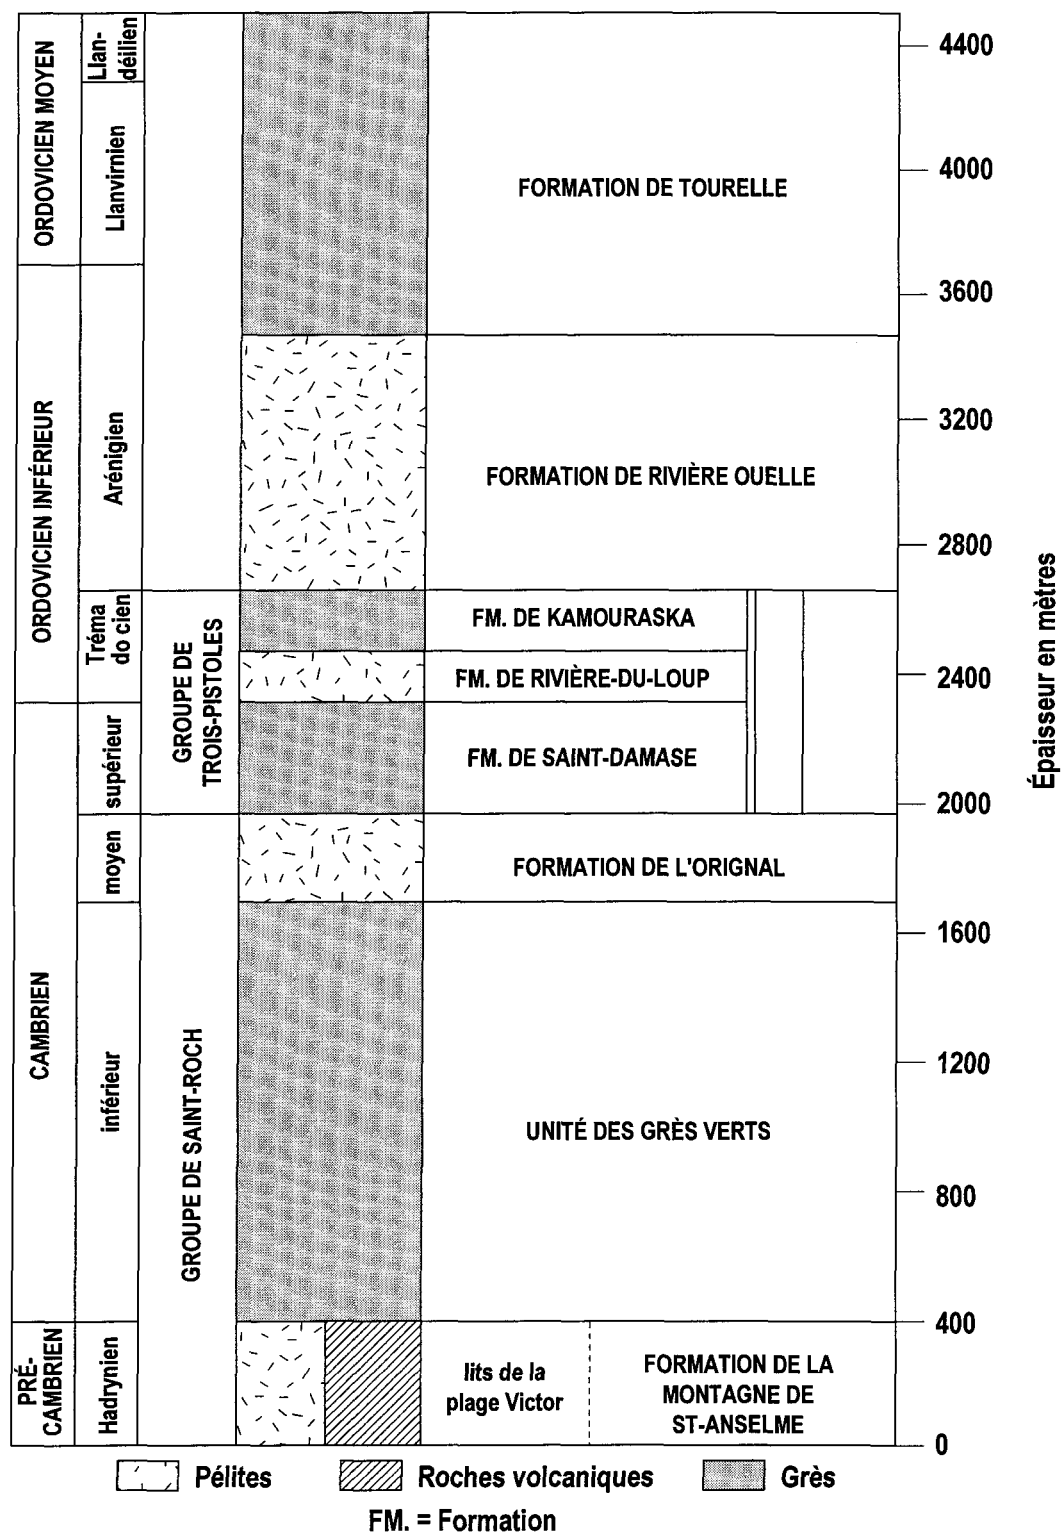 ORDOVICIEN MOYEN
Llan-
déilien
Llanvirnien
FORMATION DE TOURELLE
4400
4000
3600
ORDOVICIEN INFÉRIEUR
Arénigien
FORMATION DE RIVIÈRE OUELLE
3200
2800
Tréma
do cien
GROUPE DE
TROIS-PISTOLES
FM. DE KAMOURASKA
FM. DE RIVIÈRE-DU-LOUP
2400
FM. DE SAINT-DAMASE
2000
Épaisseur en mètres
CAMBRIEN
supérieur
moyen
inférieur
GROUPE DE SAINT-ROCH
FORMATION DE L'ORIGNAL
1600
1200
UNITÉ DES GRÈS VERTS
800
400
PRÉ-
CAMBRIEN
Hadrynien
lits de la
plage Victor
FORMATION DE LA
MONTAGNE DE
ST-ANSELME
0
Pélites
Roches volcaniques
Grès
FM. = Formation